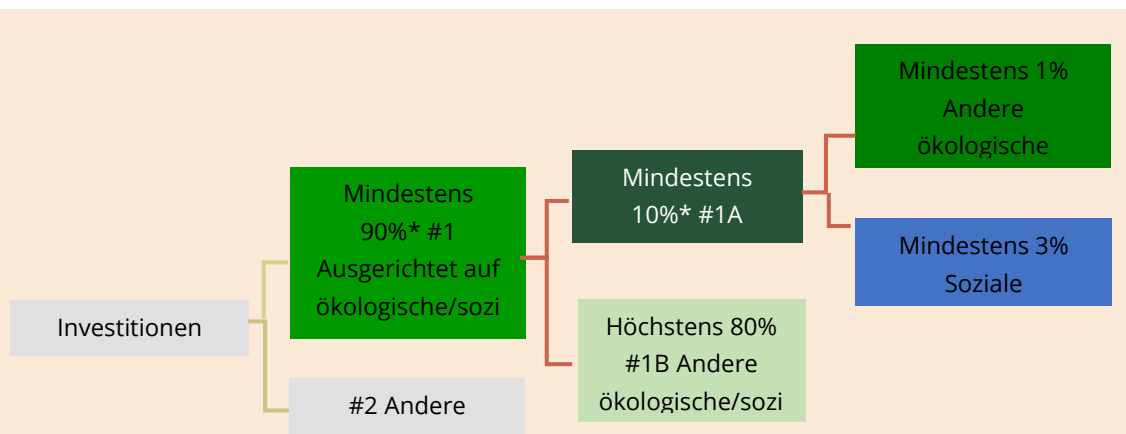 Investitionen
Mindestens
90%* #1
Ausgerichtet auf
ökologische/sozi
#2 Andere
Mindestens
10%* #1A
Höchstens 80%
#1B Andere
ökologische/sozi
Mindestens 1%
Andere
ökologische
Mindestens 3%
Soziale